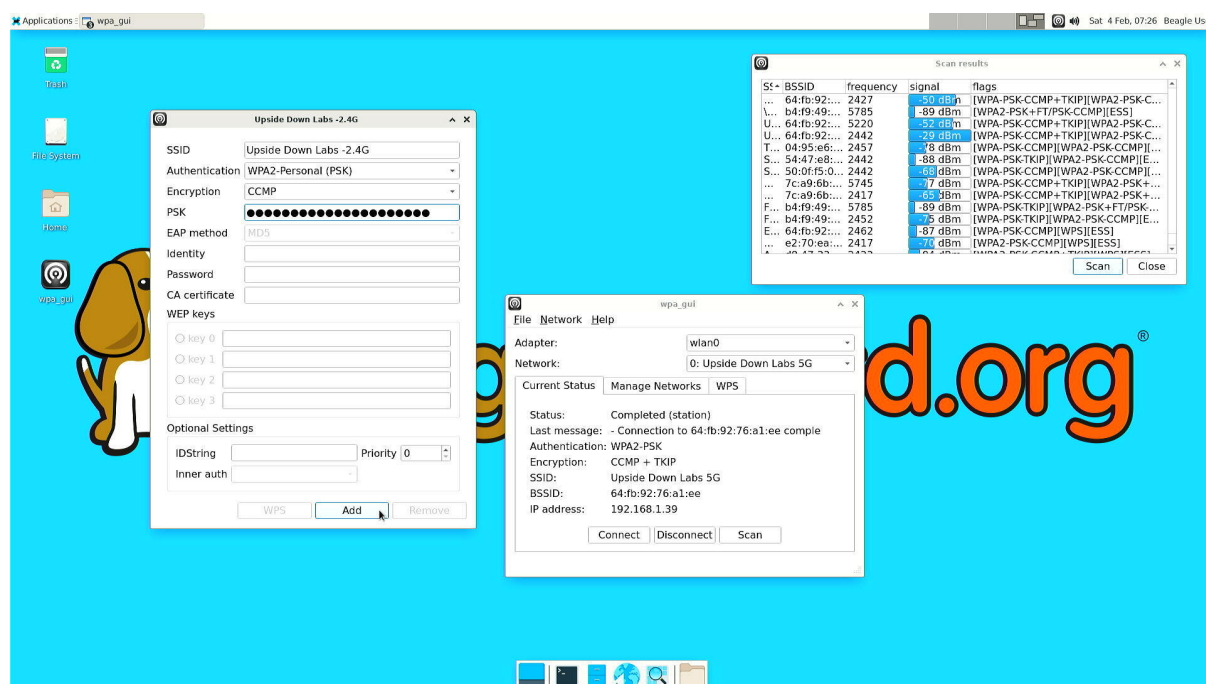 Applications
wpa_gui
Sat 4 Feb, 07:26 Beagle Us
Trash
File System
Home
wpa_gui
d.org®
Upside Down Labs -2.4G
SSID Upside Down Labs -2.4G
Authentication WPA2-Personal (PSK)
Encryption CCMP
PSK ●●●●●●●●●●●●●●●●●●●●●
EAP method MD5
Identity
Password
CA certificate
WEP keys
key 0
key 1
key 2
key 3
Optional Settings
IDString Priority 0
Inner auth
WPS Add Remove
Scan results
BSSID frequency signal flags
... 64:fb:92:... 2427 -50 dBm [WPA-PSK-CCMP+TKIP][WPA2-PSK-C...
\... b4:f9:49:... 5785 -89 dBm [WPA2-PSK+FT/PSK-CCMP][ESS]
U... 64:fb:92:... 5220 -52 dBm [WPA-PSK-CCMP+TKIP][WPA2-PSK-C...
U... 64:fb:92:... 2442 -29 dBm [WPA-PSK-CCMP+TKIP][WPA2-PSK-C...
T... 04:95:e6:... 2457 -78 dBm [WPA-PSK-CCMP][WPA2-PSK-CCMP]...
S... 54:47:e8:... 2442 -88 dBm [WPA-PSK-TKIP][WPA2-PSK-CCMP][E...
S... 50:0f:f5:0... 2442 -68 dBm [WPA-PSK-CCMP][WPA2-PSK-CCMP][...
... 7c:a9:6b:... 5745 -77 dBm [WPA-PSK-CCMP+TKIP][WPA2-PSK+...
... 7c:a9:6b:... 2417 -65 dBm [WPA-PSK-CCMP+TKIP][WPA2-PSK+...
F... b4:f9:49:... 5785 -89 dBm [WPA-PSK-TKIP][WPA2-PSK+FT/PSK-...
F... b4:f9:49:... 2452 -75 dBm [WPA-PSK-TKIP][WPA2-PSK-CCMP][E...
E... 64:fb:92:... 2462 -87 dBm [WPA2-PSK-CCMP][WPS][ESS]
... e2:70:ea:... 2417 -70 dBm [WPA2-PSK-CCMP][WPS][ESS]
Scan Close
wpa_gui
File Network Help
Adapter: wlan0
Network: 0: Upside Down Labs 5G
Current Status Manage Networks WPS
Status: Completed (station)
Last message: - Connection to 64:fb:92:76:a1:ee comple
Authentication: WPA2-PSK
Encryption: CCMP + TKIP
SSID: Upside Down Labs 5G
BSSID: 64:fb:92:76:a1:ee
IP address: 192.168.1.39
Connect Disconnect Scan